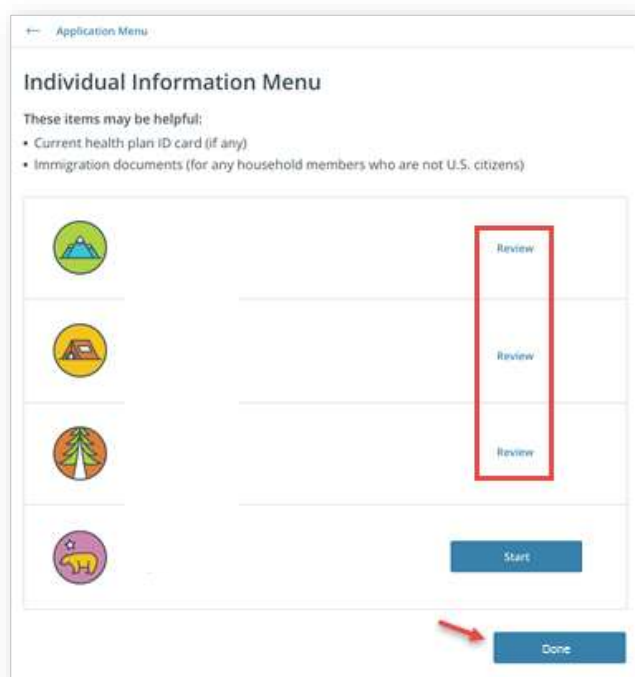 ← Application Menu
Individual Information Menu
These items may be helpful:
• Current health plan ID card (if any)
• Immigration documents (for any household members who are not U.S. citizens)
Review
Review
Review
Start
Done